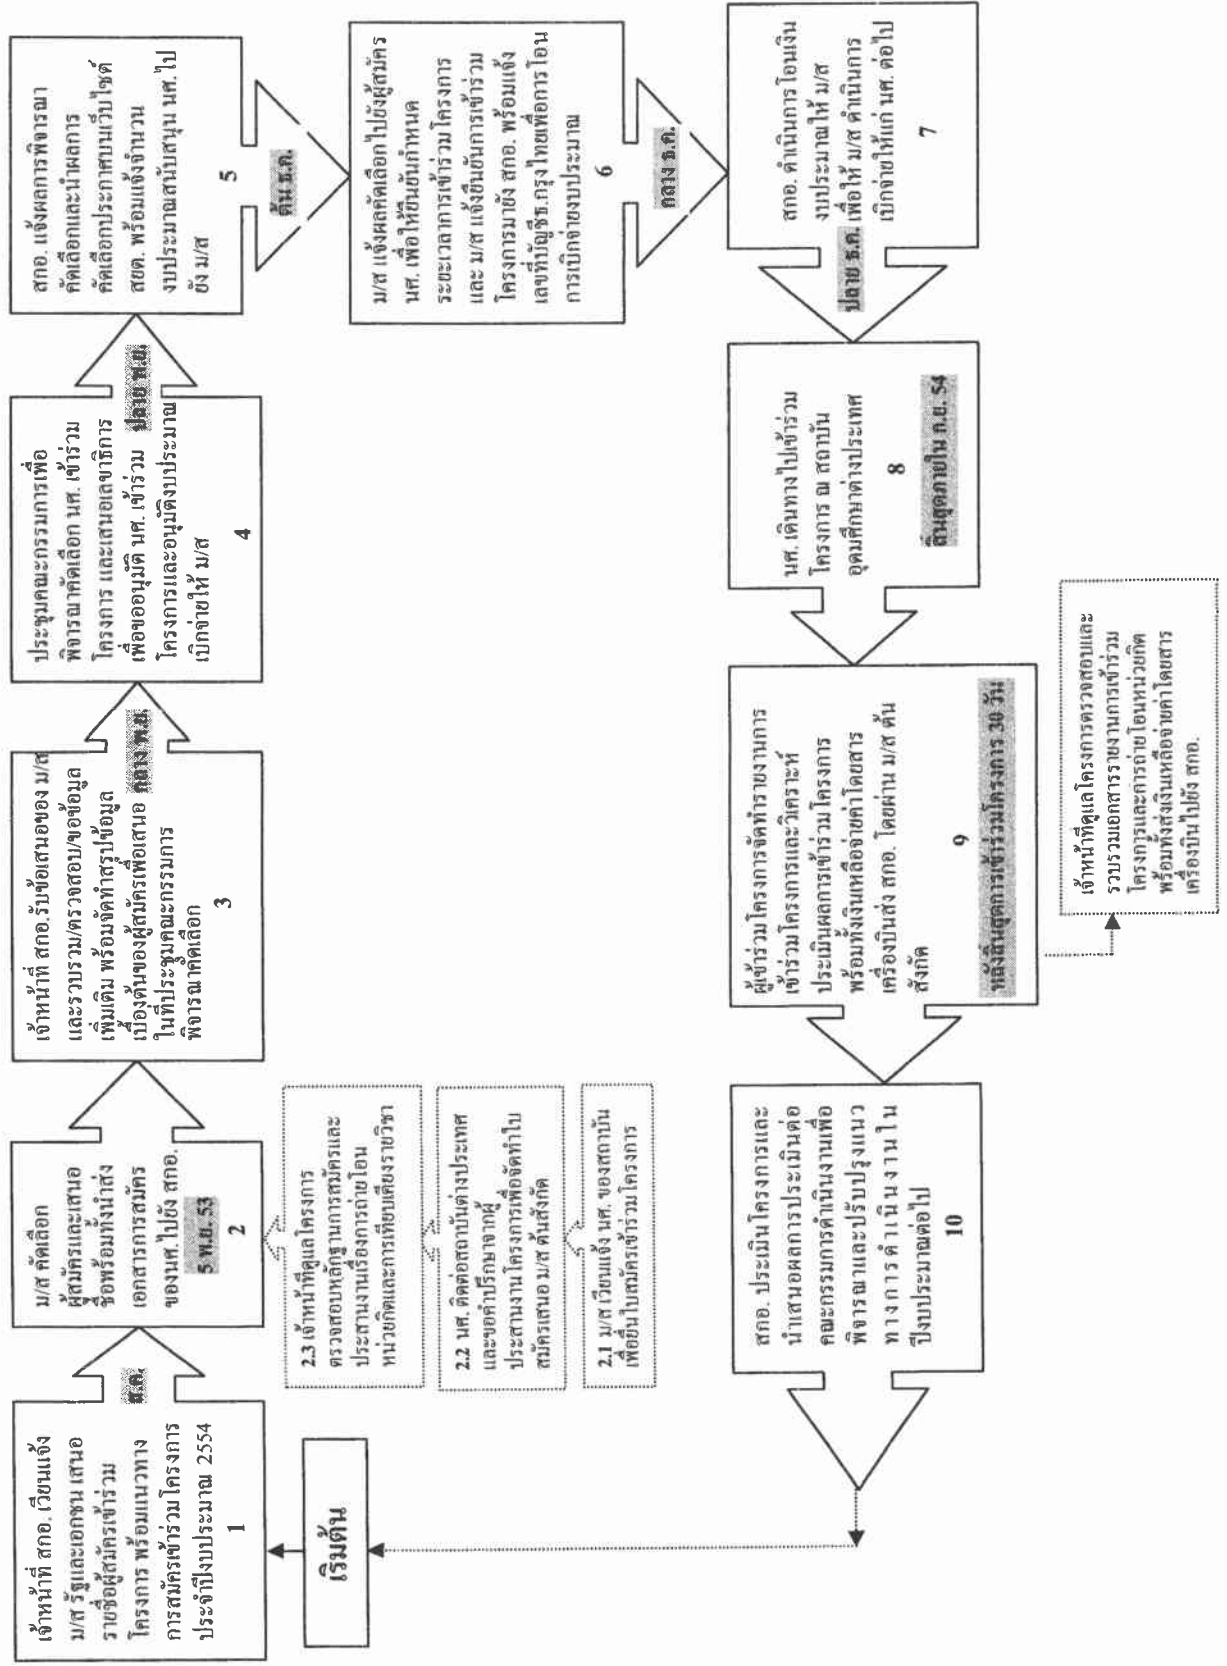 เริ่มต้น
เจ้าหน้าที่ สกอ. เวียนแจ้ง
ม/ส รัฐและเอกชน เสนอ
รายชื่อผู้สมัครเข้าร่วม
โครงการ พร้อมแนวทาง
การสมัครเข้าร่วมโครงการ
ประจำปีงบประมาณ 2554
1
ส.ค.
ม/ส คัดเลือก
ผู้สมัครและเสนอ
ชื่อพร้อมทั้งนำส่ง
เอกสารการสมัคร
ของนศ.ไปยัง สกอ.
5 พ.ย. 53
2
2.3 เจ้าหน้าที่ดูแลโครงการ
ตรวจสอบหลักฐานการสมัครและ
ประสานงานเรื่องการถ่ายโอน
หน่วยกิตและการเทียบเคียงรายวิชา
2.2 นศ. ติดต่อสถาบันต่างประเทศ
และขอคำปรึกษาจากผู้
ประสานงานโครงการเพื่อจัดทำใบ
สมัครเสนอ ม/ส ต้นสังกัด
2.1 ม/ส เวียนแจ้ง นศ. ของสถาบัน
เพื่อยื่นใบสมัครเข้าร่วมโครงการ
เจ้าหน้าที่ สกอ.รับข้อเสนอของ ม/ส
และรวบรวม/ตรวจสอบ/ขอข้อมูล
เพิ่มเติม พร้อมจัดทำสรุปข้อมูล
เบื้องต้นของผู้สมัครเพื่อเสนอ
ในที่ประชุมคณะกรรมการ
พิจารณาคัดเลือก
3
กลาง พ.ย.
ประชุมคณะกรรมการเพื่อ
พิจารณาคัดเลือก นศ. เข้าร่วม
โครงการ และเสนอเลขาธิการ
เพื่อขออนุมัติ นศ. เข้าร่วม
โครงการและอนุมัติงบประมาณ
เบิกจ่ายให้ ม/ส
4
ปลาย พ.ย.
สกอ. แจ้งผลการพิจารณา
คัดเลือกและนำผลการ
คัดเลือกประกาศบนเว็บไซต์
สยต. พร้อมแจ้งจำนวน
งบประมาณสนับสนุน นศ. ไป
ยัง ม/ส
5
ต้น ธ.ค.
ม/ส แจ้งผลคัดเลือกไปยังผู้สมัคร
นศ. เพื่อให้ยืนยันกำหนด
ระยะเวลาการเข้าร่วมโครงการ
และ ม/ส แจ้งยืนยันการเข้าร่วม
โครงการมายัง สกอ. พร้อมแจ้ง
เลขที่บัญชีธ.กรุงไทยเพื่อการโอน
การเบิกจ่ายงบประมาณ
6
กลาง ธ.ค.
สกอ. ดำเนินการโอนเงิน
งบประมาณให้ ม/ส
เพื่อให้ ม/ส ดำเนินการ
เบิกจ่ายให้แก่ นศ. ต่อไป
7
ปลาย ธ.ค.
นศ. เดินทางไปเข้าร่วม
โครงการ ณ สถาบัน
อุดมศึกษาต่างประเทศ
8
สิ้นสุดภายใน ก.ย. 54
ผู้เข้าร่วมโครงการจัดทำรายงานการ
เข้าร่วมโครงการและวิเคราะห์
ประเมินผลการเข้าร่วมโครงการ
พร้อมทั้งเงินเหลือจ่ายค่าโดยสาร
เครื่องบินส่ง สกอ. โดยผ่าน ม/ส ต้น
สังกัด
9
หลังสิ้นสุดการเข้าร่วมโครงการ 30 วัน
เจ้าหน้าที่ดูแลโครงการตรวจสอบและ
รวบรวมเอกสารรายงานการเข้าร่วม
โครงการและการถ่ายโอนหน่วยกิต
พร้อมทั้งส่งเงินเหลือจ่ายค่าโดยสาร
เครื่องบินไปยัง สกอ.
สกอ. ประเมินโครงการและ
นำเสนอผลการประเมินต่อ
คณะกรรมการดำเนินงานเพื่อ
พิจารณาและปรับปรุงแนว
ทางการดำเนินงานใน
ปีงบประมาณต่อไป
10